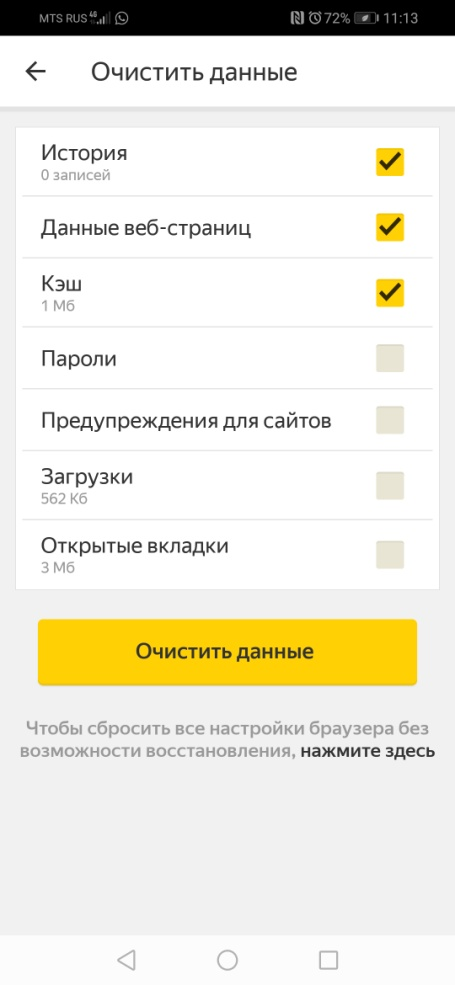 MTS RUS 4G 72% 11:13
Очистить данные
История
0 записей
Данные веб-страниц
Кэш
1 Мб
Пароли
Предупреждения для сайтов
Загрузки
562 Кб
Открытые вкладки
3 Мб
Очистить данные
Чтобы сбросить все настройки браузера без
возможности восстановления, нажмите здесь